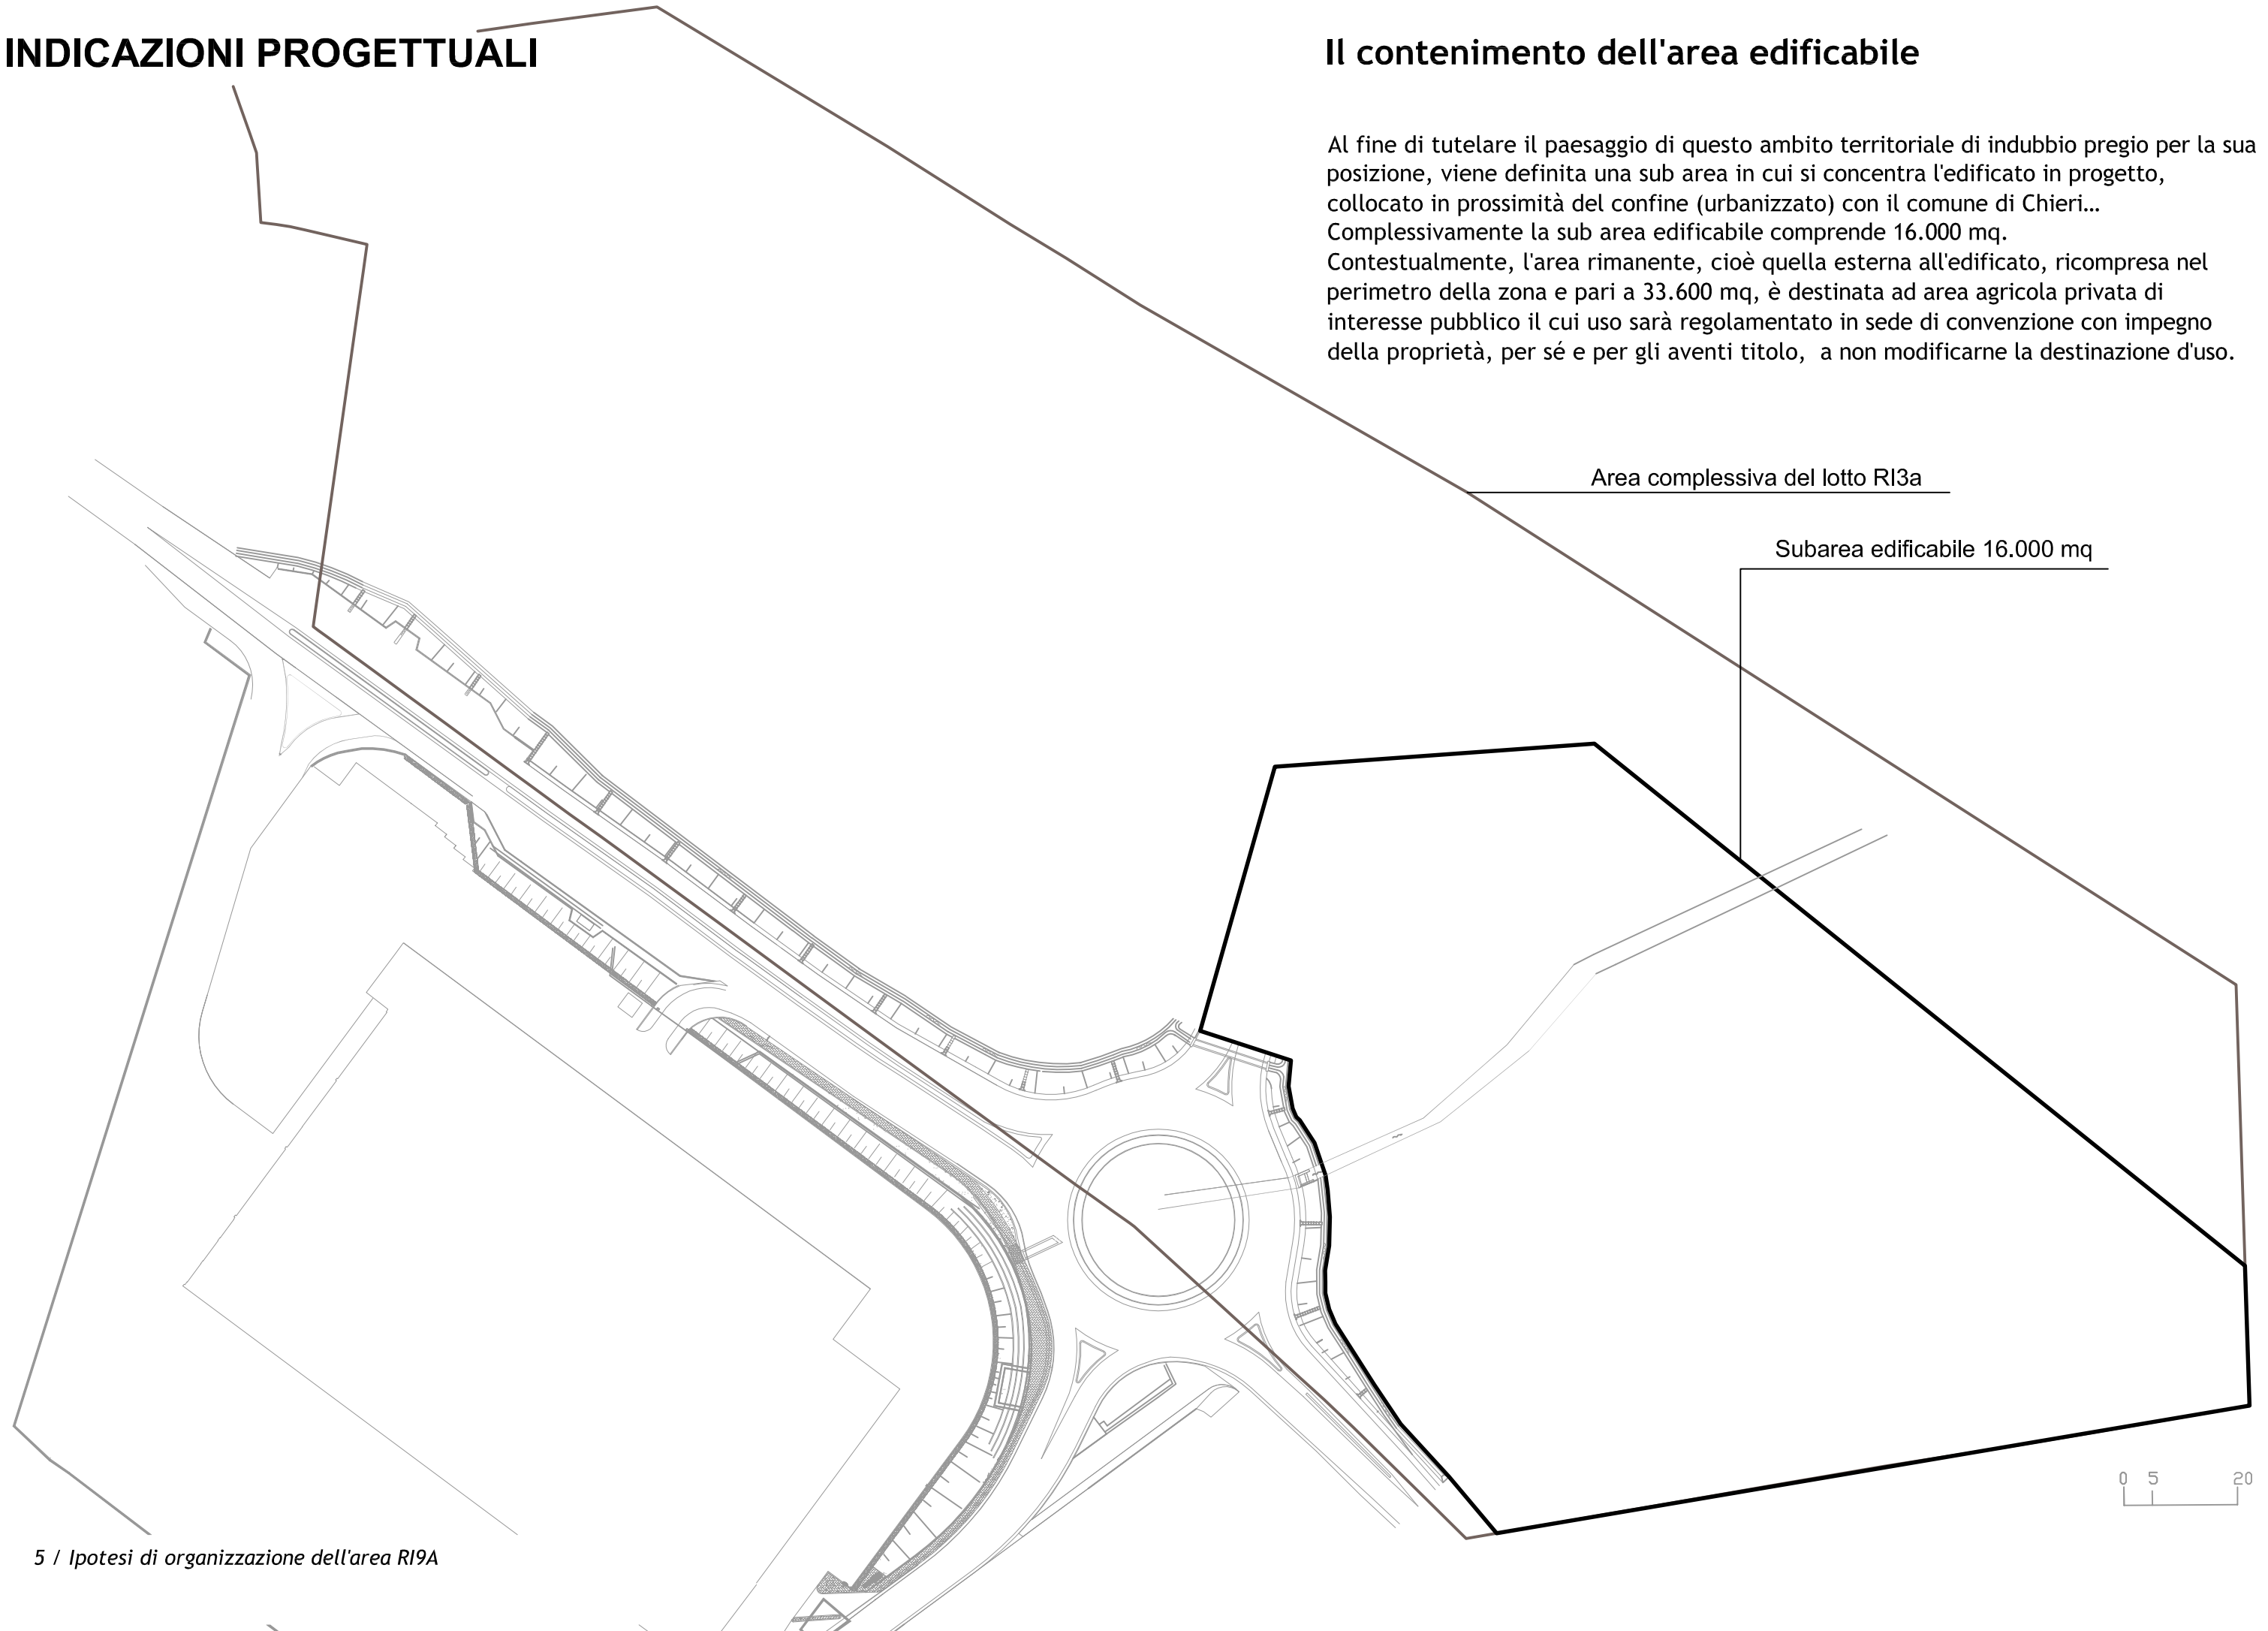 INDICAZIONI PROGETTUALI
Il contenimento dell'area edificabile
Al fine di tutelare il paesaggio di questo ambito territoriale di indubbio pregio per la sua
posizione, viene definita una sub area in cui si concentra l'edificato in progetto,
collocato in prossimità del confine (urbanizzato) con il comune di Chieri…
Complessivamente la sub area edificabile comprende 16.000 mq.
Contestualmente, l'area rimanente, cioè quella esterna all'edificato, ricompresa nel
perimetro della zona e pari a 33.600 mq, è destinata ad area agricola privata di
interesse pubblico il cui uso sarà regolamentato in sede di convenzione con impegno
della proprietà, per sé e per gli aventi titolo,  a non modificarne la destinazione d'uso.
Area complessiva del lotto RI3a
Subarea edificabile 16.000 mq
0 5 20
5 / Ipotesi di organizzazione dell'area RI9A